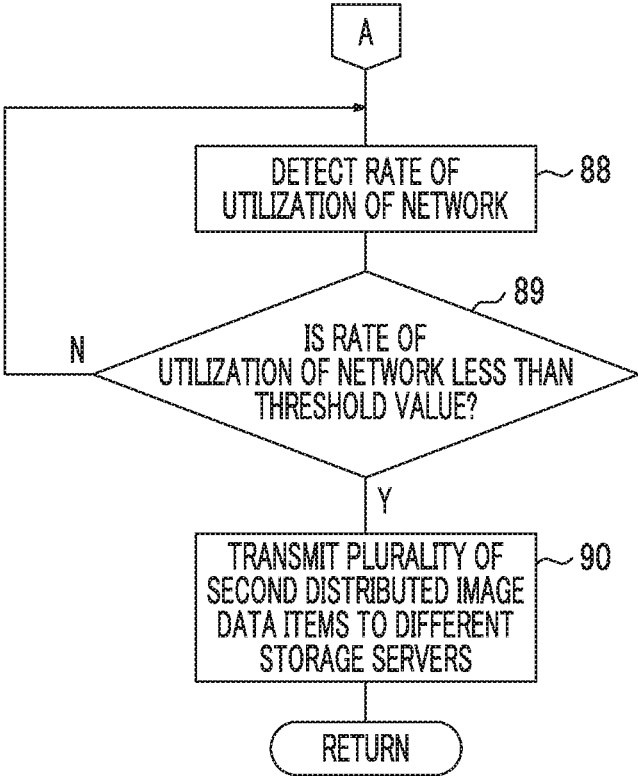 A
DETECT RATE OF
UTILIZATION OF NETWORK
88
89
IS RATE OF
UTILIZATION OF NETWORK LESS THAN
THRESHOLD VALUE?
N
Y
TRANSMIT PLURALITY OF
SECOND DISTRIBUTED IMAGE
DATA ITEMS TO DIFFERENT
STORAGE SERVERS
90
RETURN